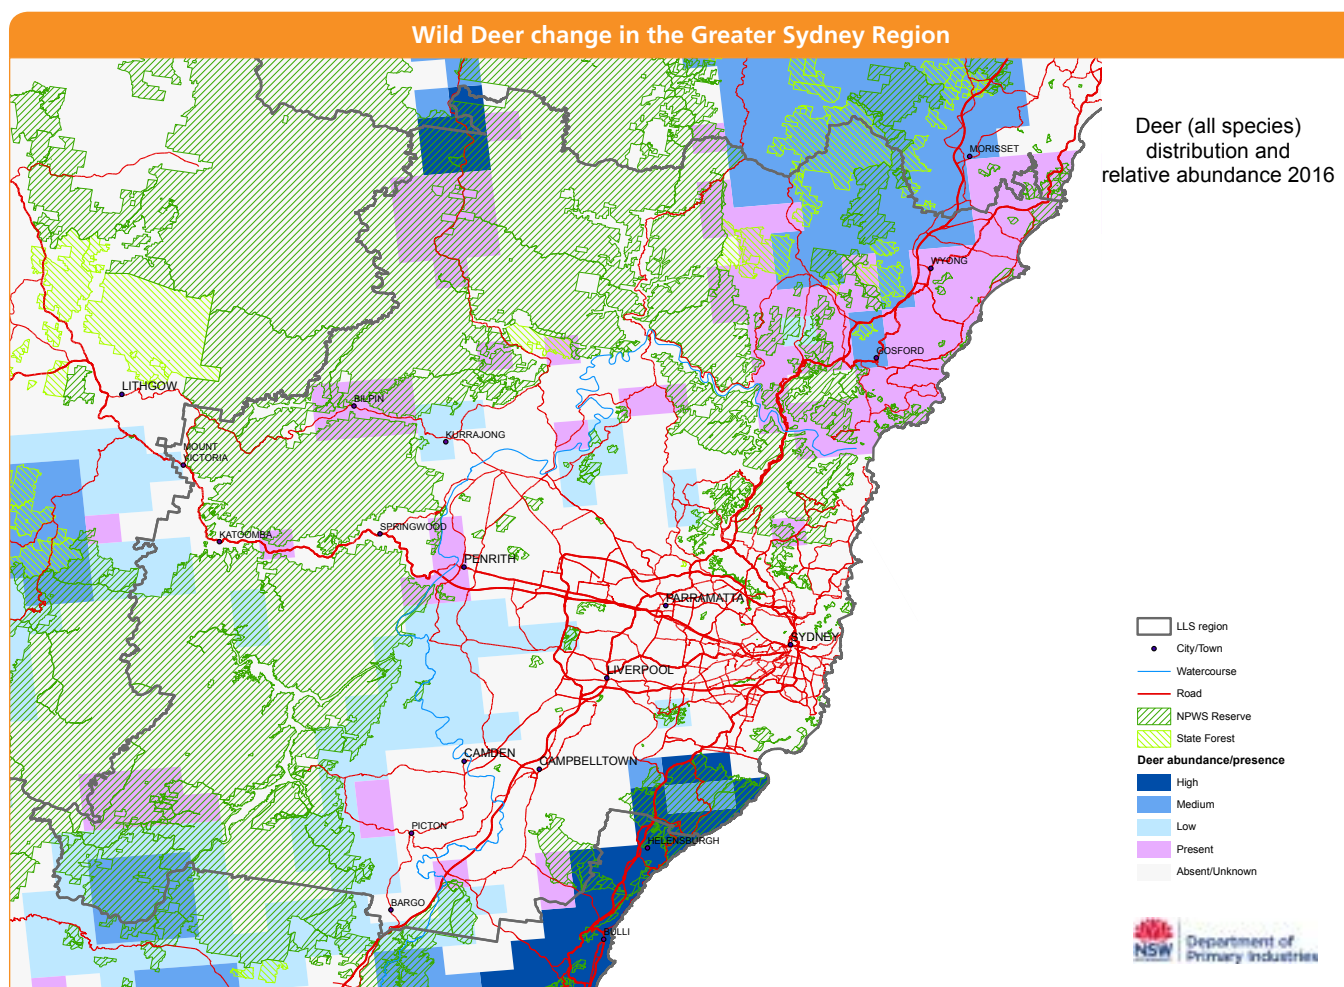 Wild Deer change in the Greater Sydney Region
Deer (all species)
distribution and
relative abundance 2016
MORISSET
WYONG
GOSFORD
LITHGOW
BILPIN
KURRAJONG
MOUNT
VICTORIA
KATOOMBA
SPRINGWOOD
PENRITH
PARRAMATTA
SYDNEY
LIVERPOOL
CAMDEN
CAMPBELLTOWN
PICTON
HELENSBURGH
BARGO
BULLI
LLS region
City/Town
Watercourse
Road
NPWS Reserve
State Forest
Deer abundance/presence
High
Medium
Low
Present
Absent/Unknown
NSW
Department of
Primary Industries